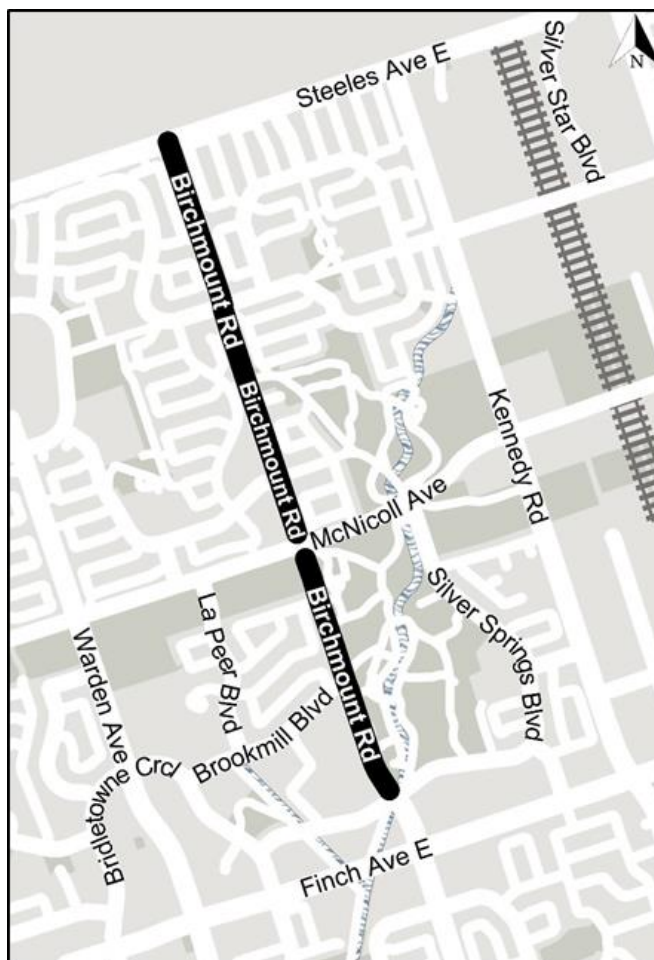 Steeles Ave E
Silver Star Blvd
N
Birchmount Rd
Birchmount Rd
Kennedy Rd
McNicoll Ave
Birchmount Rd
Silver Springs Blvd
La Peer Blvd
Warden Ave
Brookmill Blvd
Bridletowne Crcl
Finch Ave E